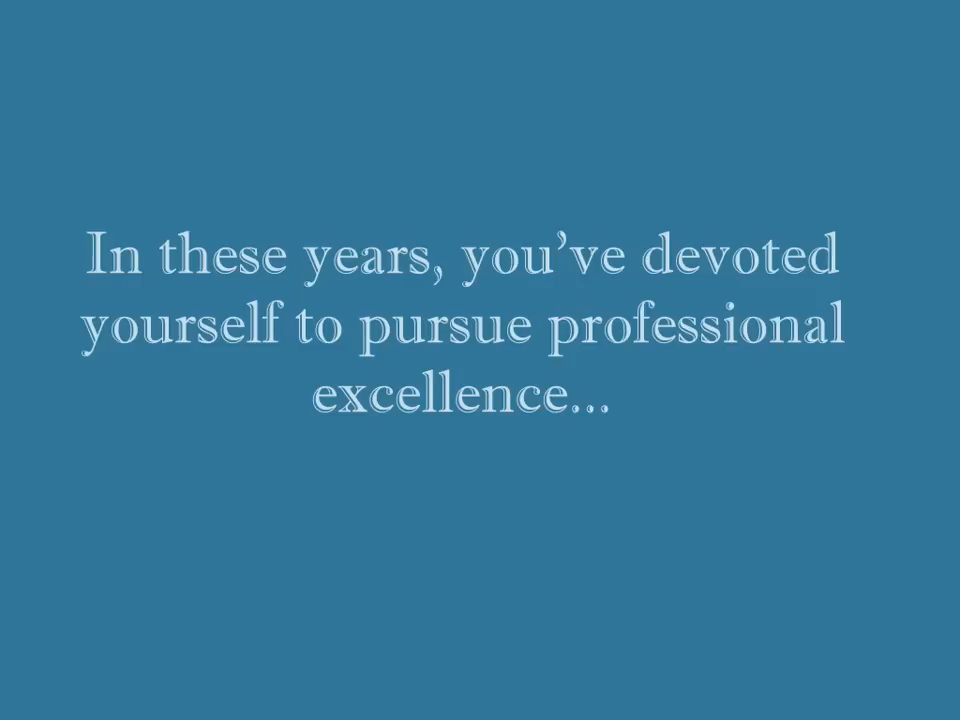 In these years, you’ve devoted
yourself to pursue professional
excellence...